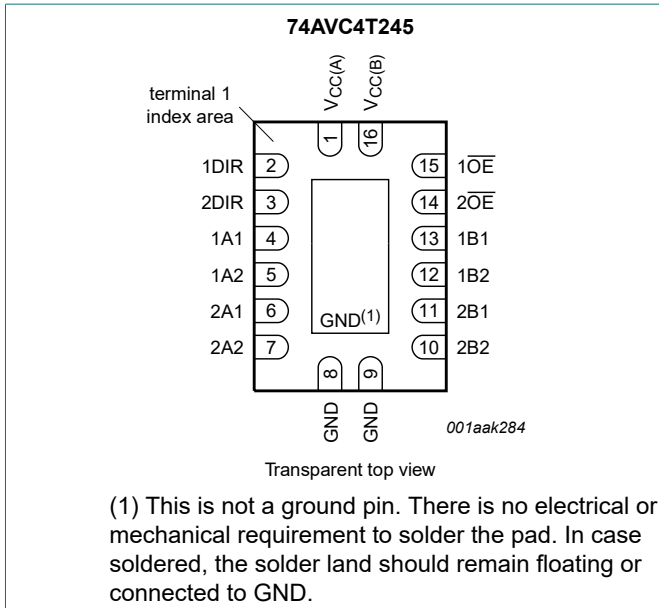 74AVC4T245
terminal 1
index area
VCC(A)
VCC(B)
1
16
1DIR 2
15 1OE
2DIR 3
14 2OE
1A1 4
13 1B1
1A2 5
12 1B2
2A1 6
11 2B1
2A2 7
10 2B2
GND(1)
8
9
GND
GND
001aak284
Transparent top view
(1) This is not a ground pin. There is no electrical or
mechanical requirement to solder the pad. In case
soldered, the solder land should remain floating or
connected to GND.